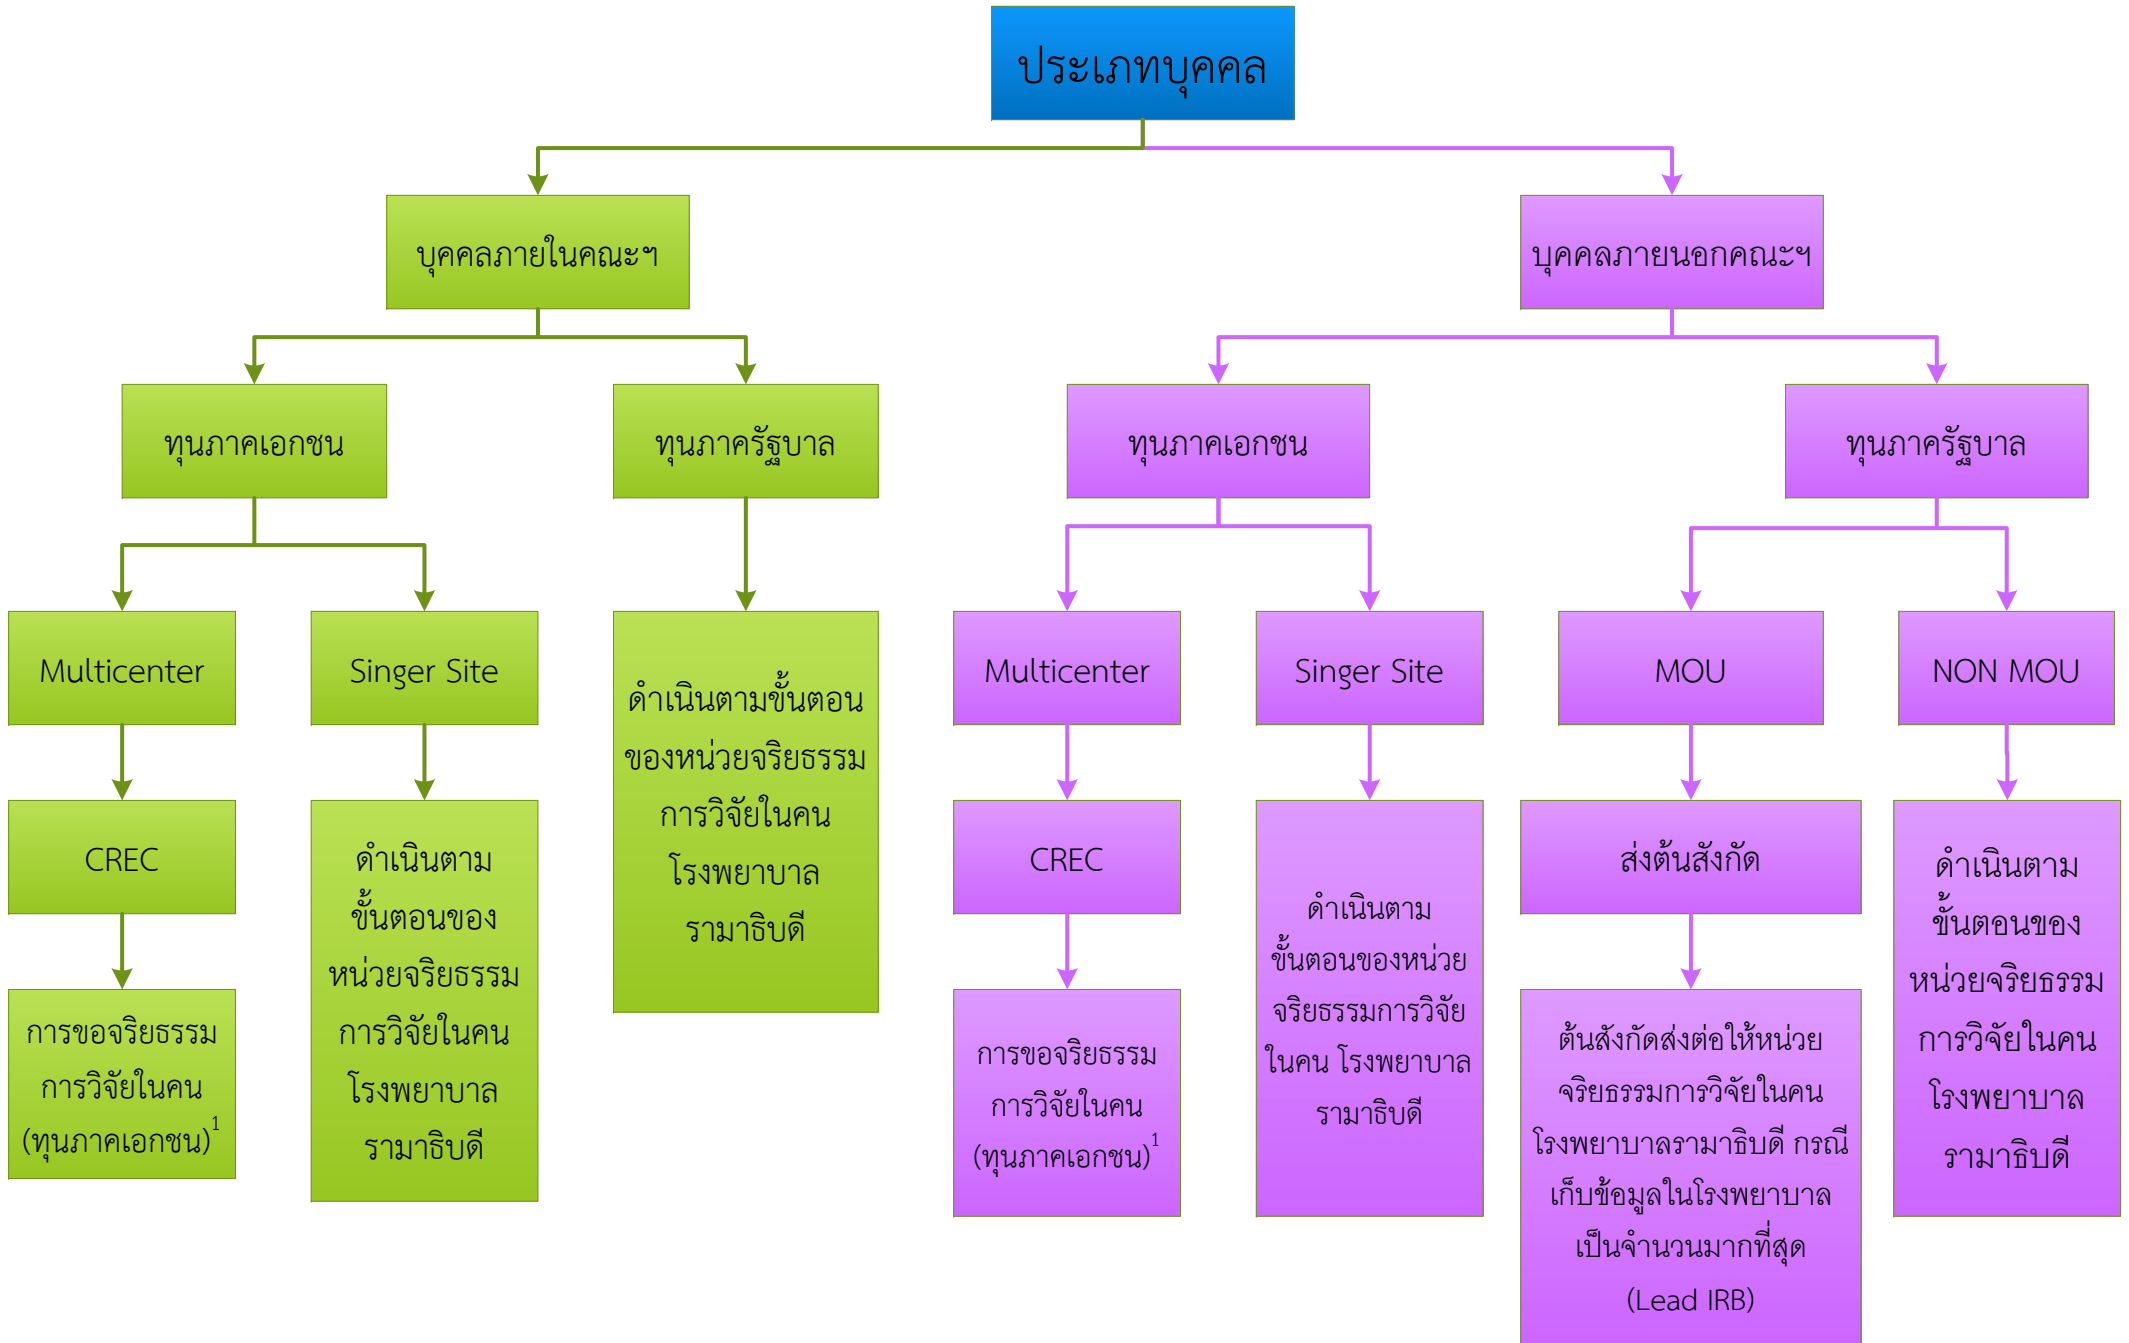 ประเภทบุคคล
บุคคลภายในคณะฯ
บุคคลภายนอกคณะฯ
ทุนภาคเอกชน
ทุนภาครัฐบาล
ทุนภาคเอกชน
ทุนภาครัฐบาล
Multicenter
Singer Site
ดำเนินตามขั้นตอน
ของหน่วยจริยธรรม
การวิจัยในคน
โรงพยาบาล
รามาธิบดี
Multicenter
Singer Site
MOU
NON MOU
CREC
ดำเนินตาม
ขั้นตอนของ
หน่วยจริยธรรม
การวิจัยในคน
โรงพยาบาล
รามาธิบดี
CREC
ดำเนินตาม
ขั้นตอนของหน่วย
จริยธรรมการวิจัย
ในคน โรงพยาบาล
รามาธิบดี
ส่งต้นสังกัด
ดำเนินตาม
ขั้นตอนของ
หน่วยจริยธรรม
การวิจัยในคน
โรงพยาบาล
รามาธิบดี
การขอจริยธรรม
การวิจัยในคน
(ทุนภาคเอกชน)¹
การขอจริยธรรม
การวิจัยในคน
(ทุนภาคเอกชน)¹
ต้นสังกัดส่งต่อให้หน่วย
จริยธรรมการวิจัยในคน
โรงพยาบาลรามาธิบดี กรณี
เก็บข้อมูลในโรงพยาบาล
เป็นจำนวนมากที่สุด
(Lead IRB)